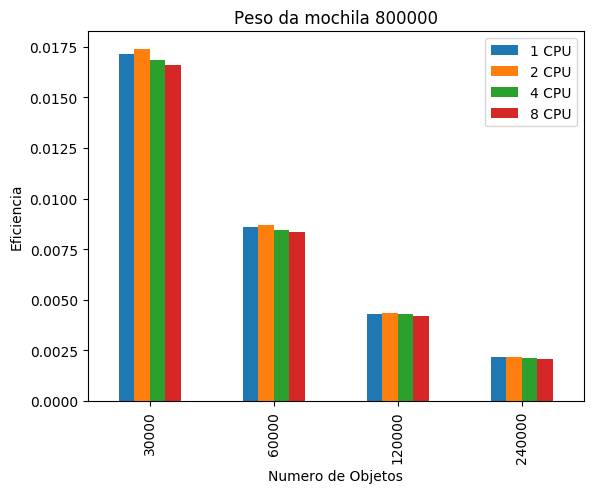 Peso da mochila 800000
1 CPU
2 CPU
4 CPU
8 CPU
Eficiencia
0.0175
0.0150
0.0125
0.0100
0.0075
0.0050
0.0025
0.0000
30000
60000
120000
240000
Numero de Objetos